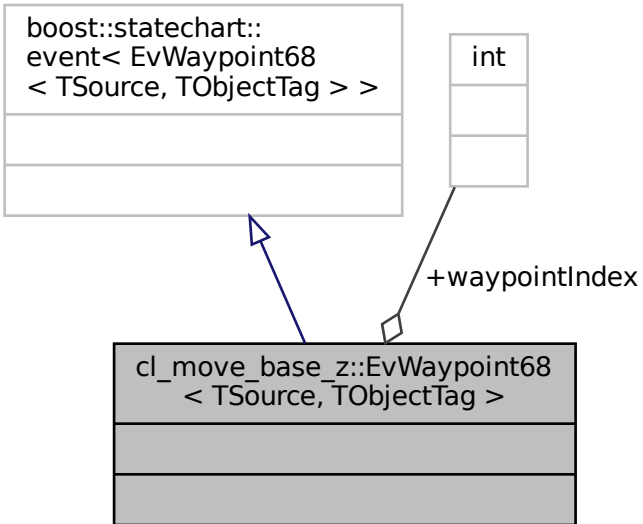 boost::statechart::
event< EvWaypoint68
< TSource, TObjectTag > >
int
+waypointIndex
cl_move_base_z::EvWaypoint68
< TSource, TObjectTag >